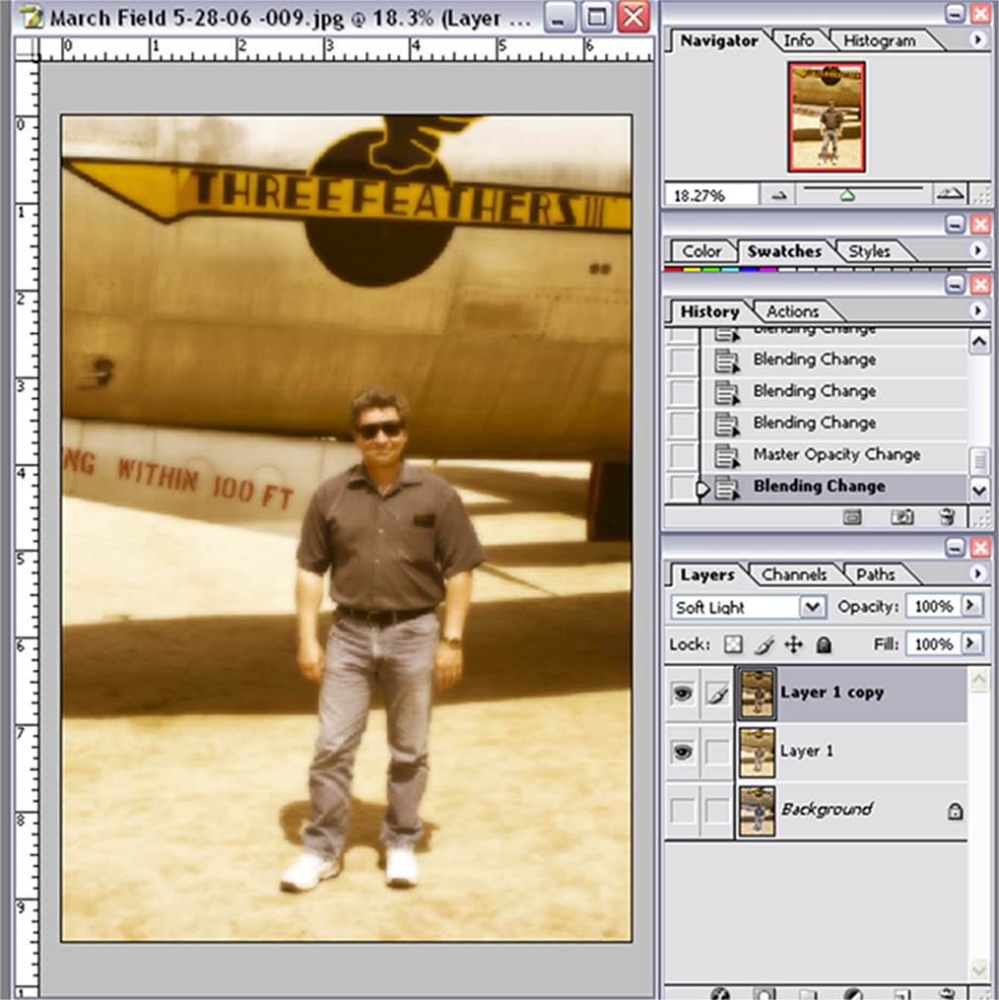 March Field 5-28-06 -009.jpg @ 18.3% (Layer ...
0 1 2 3 4 5 6
0
1
2
3
4
5
6
7
8
9
1
THREEFEATHERS III
NG WITHIN 100 FT
Navigator Info Histogram
18.27%
Color Swatches Styles
History Actions
Blending Change
Blending Change
Blending Change
Blending Change
Master Opacity Change
Blending Change
Layers Channels Paths
Soft Light Opacity: 100%
Lock: Fill: 100%
Layer 1 copy
Layer 1
Background